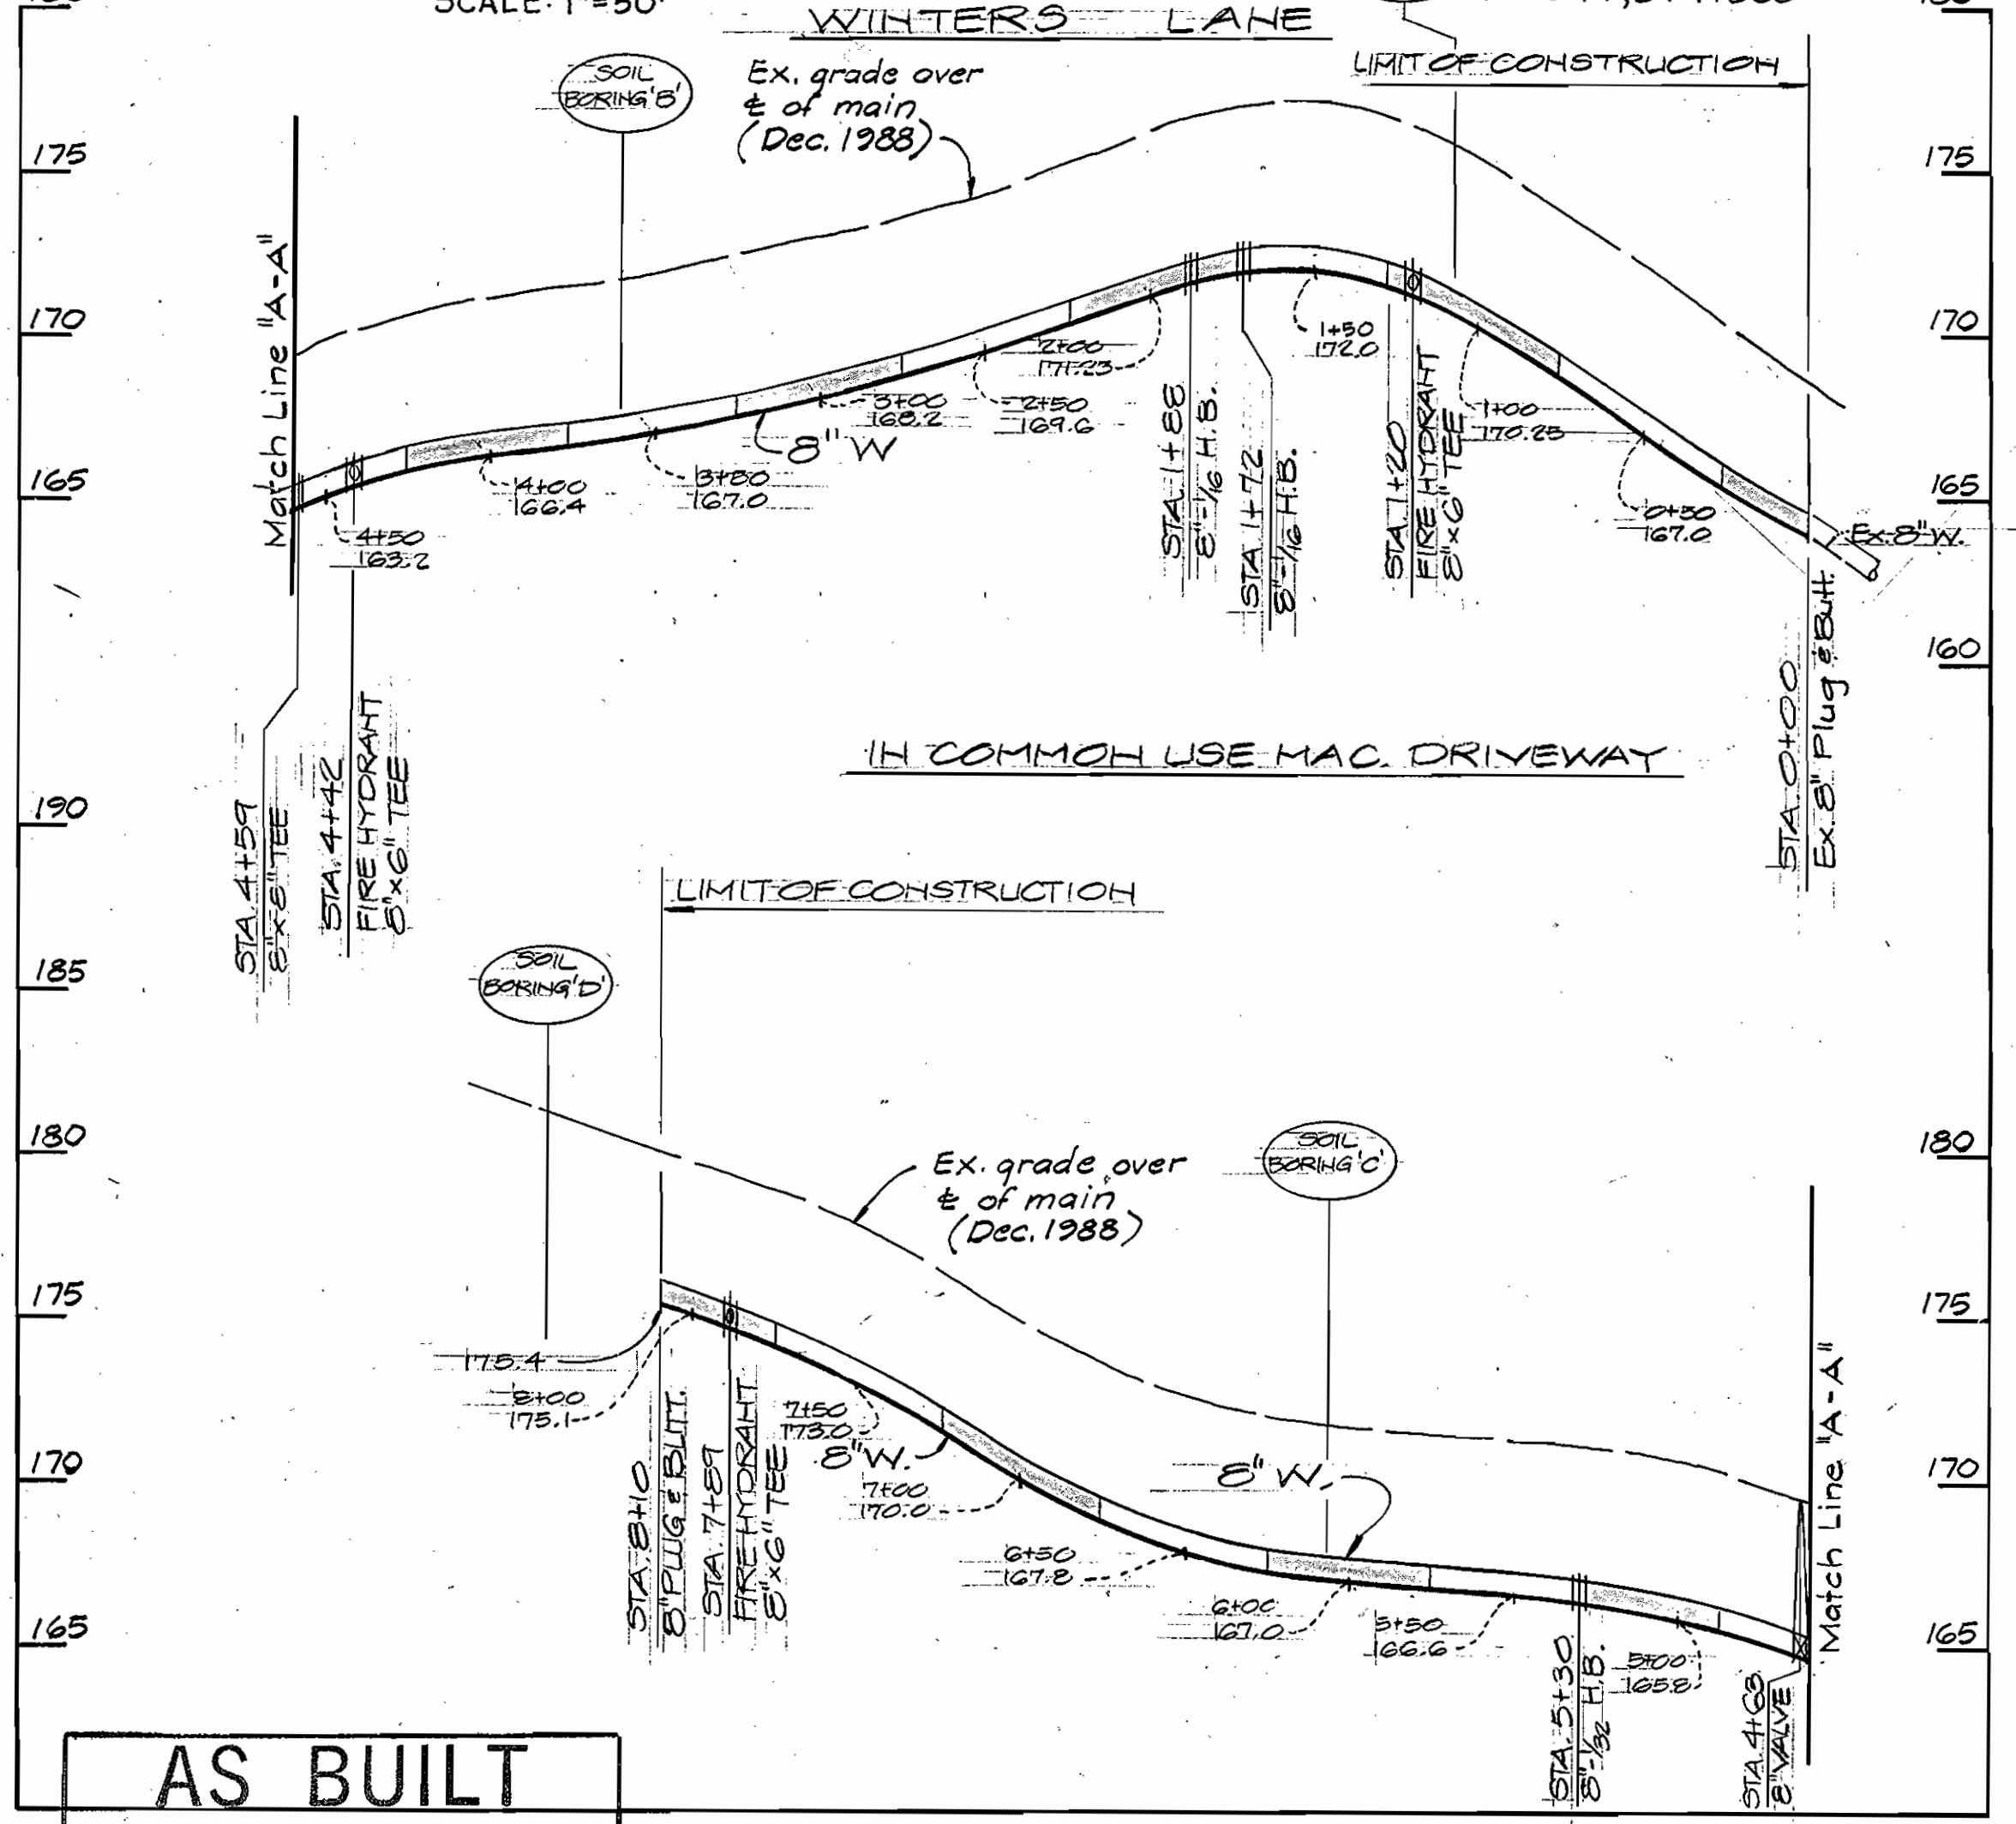 SCALE: 1"=50'
WINTERS LANE
LIMIT OF CONSTRUCTION
SOIL
BORING 'B'
Ex. grade over
℄ of main
(Dec. 1988)
175
175
170
170
165
165
160
Match Line "A-A"
4+50
163.2
4+00
166.4
3+50
167.0
8" W
3+00
168.2
2+50
169.6
2+00
171.23
1+50
172.0
1+00
170.25
0+50
167.0
Ex. 8" W.
STA. 4+59
8"x8" TEE
STA. 4+42
FIRE HYDRANT
8"x6" TEE
STA. 1+88
8"-1/16 H.B.
STA. 1+72
8"-1/16 H.B.
STA. 1+20
FIRE HYDRANT
8"x6" TEE
STA. 0+00
Ex. 8" Plug & Butt.
IN COMMON USE MAC. DRIVEWAY
190
185
180
180
175
175
170
170
165
165
LIMIT OF CONSTRUCTION
SOIL
BORING 'D'
Ex. grade over
℄ of main
(Dec. 1988)
SOIL
BORING 'C'
175.4
8+00
175.1
7+50
173.0
8" W.
7+00
170.0
6+50
167.8
8" W.
6+00
167.0
5+50
166.6
5+00
165.8
STA. 8+10
8" PLUG & BUTT.
STA. 7+89
FIRE HYDRANT
8"x6" TEE
STA. 5+30
8"-1/32 H.B.
STA. 4+63
8" VALVE
Match Line "A-A"
AS BUILT